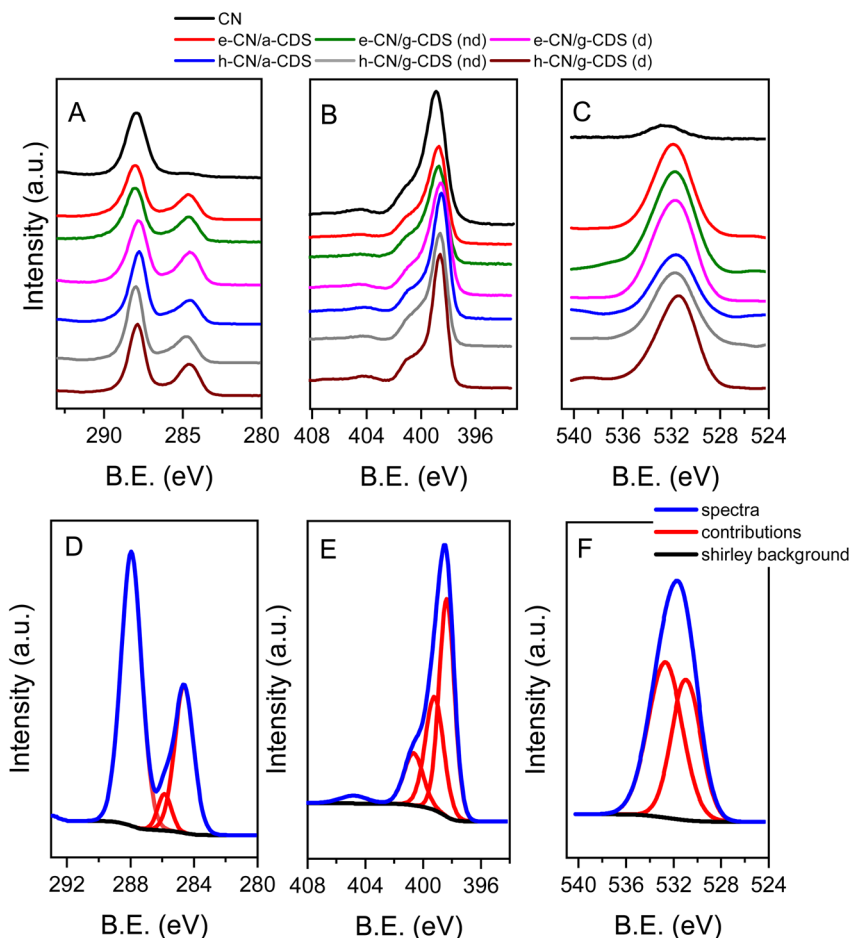 CN
e-CN/a-CDS e-CN/g-CDS (nd) e-CN/g-CDS (d)
h-CN/a-CDS h-CN/g-CDS (nd) h-CN/g-CDS (d)
A B C
Intensity (a.u.)
290 285 280 408 404 400 396 540 536 532 528 524
B.E. (eV) B.E. (eV) B.E. (eV)
spectra
contributions
shirley background
D E F
Intensity (a.u.) Intensity (a.u.) Intensity (a.u.)
292 288 284 280 408 404 400 396 540 536 532 528 524
B.E. (eV) B.E. (eV) B.E. (eV)